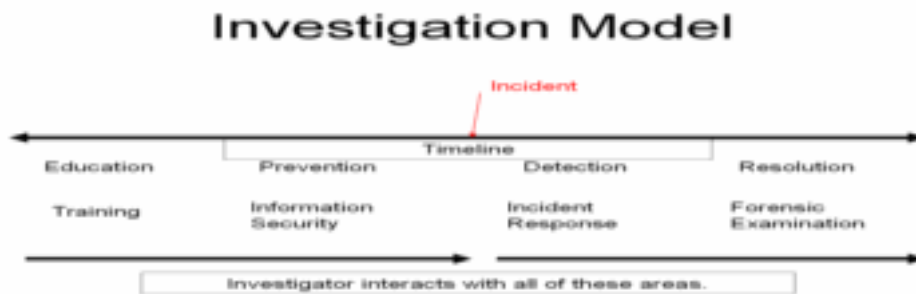 Investigation Model
Incident
Timeline
Education Prevention Detection Resolution
Training Information Security Incident Response Forensic Examination
Investigator interacts with all of these areas.